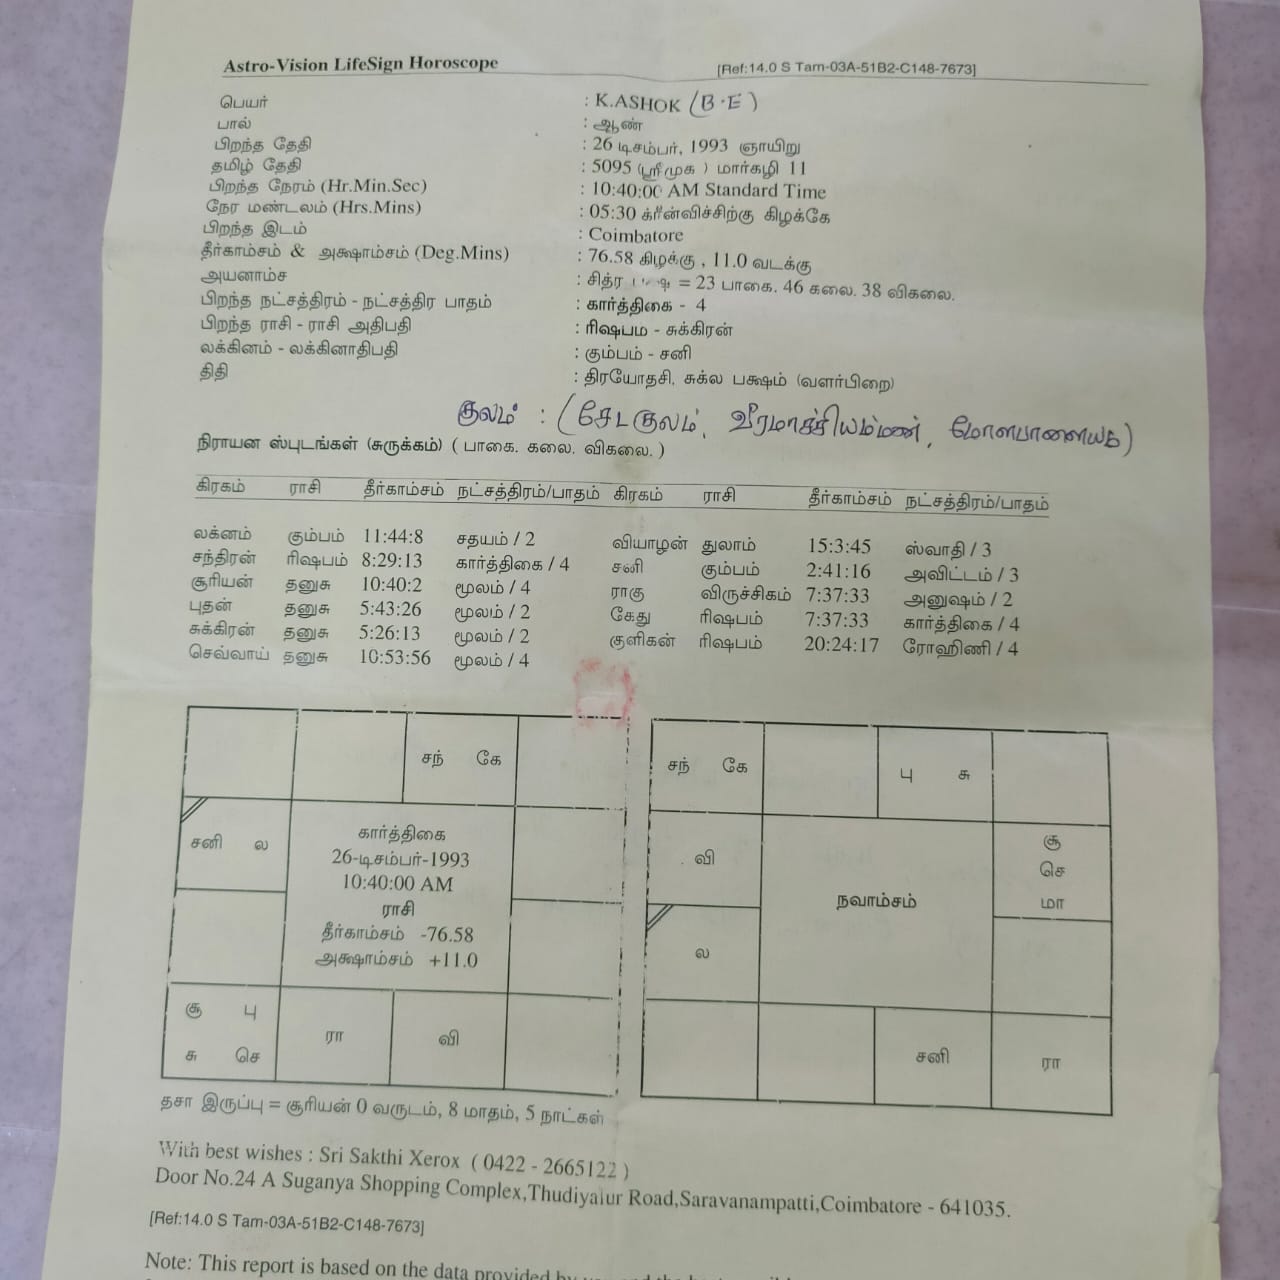 Astro-Vision LifeSign Horoscope [Ref:14.0 S Tam-03A-51B2-C148-7673]
பெயர் : K.ASHOK (B.E)
பால் : ஆண்
பிறந்த தேதி : 26 டிசம்பர், 1993 ஞாயிறு
தமிழ் தேதி : 5095 (ஸ்ரீமுக ) மார்கழி 11
பிறந்த நேரம் (Hr.Min.Sec) : 10:40:00 AM Standard Time
நேர மண்டலம் (Hrs.Mins) : 05:30 க்ரீன்விச்சிற்கு கிழக்கே
பிறந்த இடம் : Coimbatore
தீர்காம்சம் & அக்ஷாம்சம் (Deg.Mins) : 76.58 கிழக்கு , 11.0 வடக்கு
அயனாம்ச : சித்ர = 23 பாகை. 46 கலை. 38 விகலை.
பிறந்த நட்சத்திரம் - நட்சத்திர பாதம் : கார்த்திகை - 4
பிறந்த ராசி - ராசி அதிபதி : ரிஷபம - சுக்கிரன்
லக்கினம் - லக்கினாதிபதி : கும்பம் - சனி
திதி : திரயோதசி, சுக்ல பக்ஷம் (வளர்பிறை)
குலம் : (சேடகுலம்,
நிராயன ஸ்புடங்கள் (சுருக்கம்) ( பாகை. கலை. விகலை. )
கிரகம் ராசி தீர்காம்சம் நட்சத்திரம்/பாதம் கிரகம் ராசி தீர்காம்சம் நட்சத்திரம்/பாதம்
லக்னம் கும்பம் 11:44:8 சதயம் / 2 வியாழன் துலாம் 15:3:45 ஸ்வாதி / 3
சந்திரன் ரிஷபம் 8:29:13 கார்த்திகை / 4 சனி கும்பம் 2:41:16 அவிட்டம் / 3
சூரியன் தனுசு 10:40:2 மூலம் / 4 ராகு விருச்சிகம் 7:37:33 அனுஷம் / 2
புதன் தனுசு 5:43:26 மூலம் / 2 கேது ரிஷபம் 7:37:33 கார்த்திகை / 4
சுக்கிரன் தனுசு 5:26:13 மூலம் / 2 குளிகன் ரிஷபம் 20:24:17 ரோஹிணி / 4
செவ்வாய் தனுசு 10:53:56 மூலம் / 4
சந் கே
சனி ல
கார்த்திகை
26-டிசம்பர்-1993
10:40:00 AM
ராசி
தீர்காம்சம் -76.58
அக்ஷாம்சம் +11.0
சூ பு
சு செ
ரா
வி
சந் கே
பு சு
வி
சூ
செ
மா
நவாம்சம்
ல
சனி
ரா
தசா இருப்பு = சூரியன் 0 வருடம், 8 மாதம், 5 நாட்கள்
With best wishes : Sri Sakthi Xerox ( 0422 - 2665122 )
Door No.24 A Suganya Shopping Complex,Thudiyalur Road,Saravanampatti,Coimbatore - 641035.
[Ref:14.0 S Tam-03A-51B2-C148-7673]
Note: This report is based on the data provided by